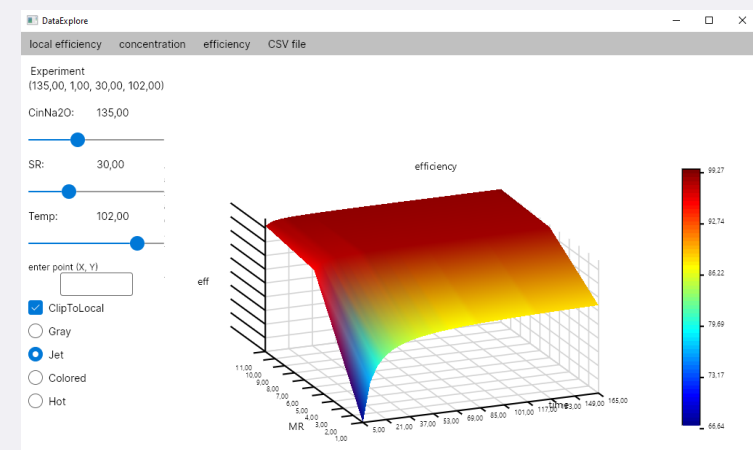 DataExplore
local efficiency concentration efficiency CSV file
Experiment
(135,00, 1,00, 30,00, 102,00)
CinNa2O: 135,00
SR: 30,00
Temp: 102,00
enter point (X, Y)
ClipToLocal
Gray
Jet
Colored
Hot
efficiency
eff
11,00
10,00
9,00
8,00
7,00
6,00
5,00
4,00
3,00
2,00
1,00
MR
5,00
21,00
37,00
53,00
69,00
85,00
101,00
117,00
149,00
165,00
time
99,27
92,74
86,22
79,69
73,17
66,64